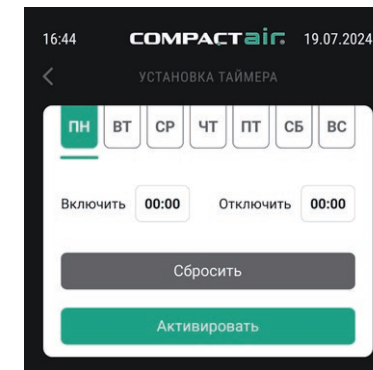 16:44 COMPACTair. 19.07.2024
УСТАНОВКА ТАЙМЕРА
ПН ВТ СР ЧТ ПТ СБ ВС
Включить 00:00 Отключить 00:00
Сбросить
Активировать